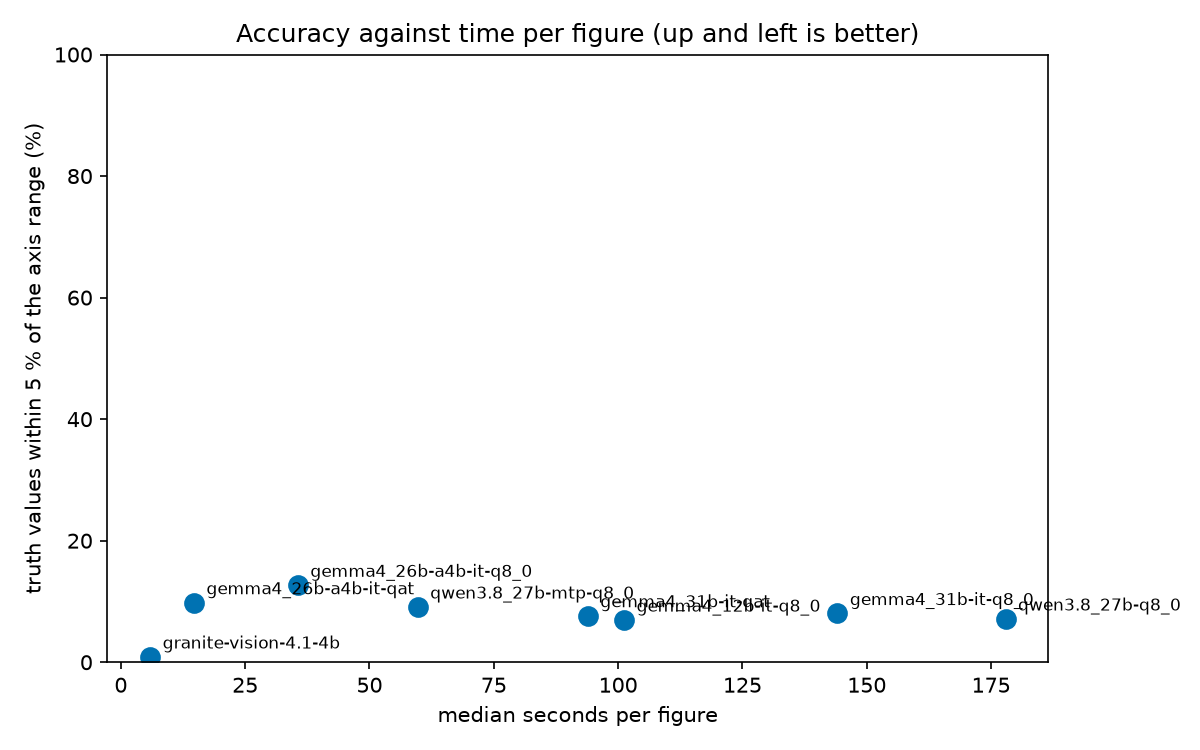 Accuracy against time per figure (up and left is better)
truth values within 5 % of the axis range (%)
100
80
60
40
20
0
gemma4_26b-a4b-it-q8_0
gemma4_26b-a4b-it-qat
qwen3.8_27b-mtp-q8_0
gemma4_31b-it-qat
gemma4_12b-it-q8_0
gemma4_31b-it-q8_0
qwen3.8_27b-q8_0
granite-vision-4.1-4b
0 25 50 75 100 125 150 175
median seconds per figure